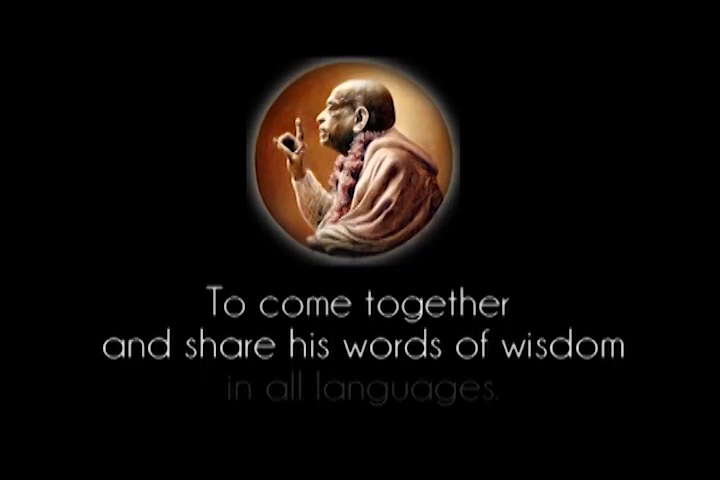 To come together
and share his words of wisdom
in all languages.